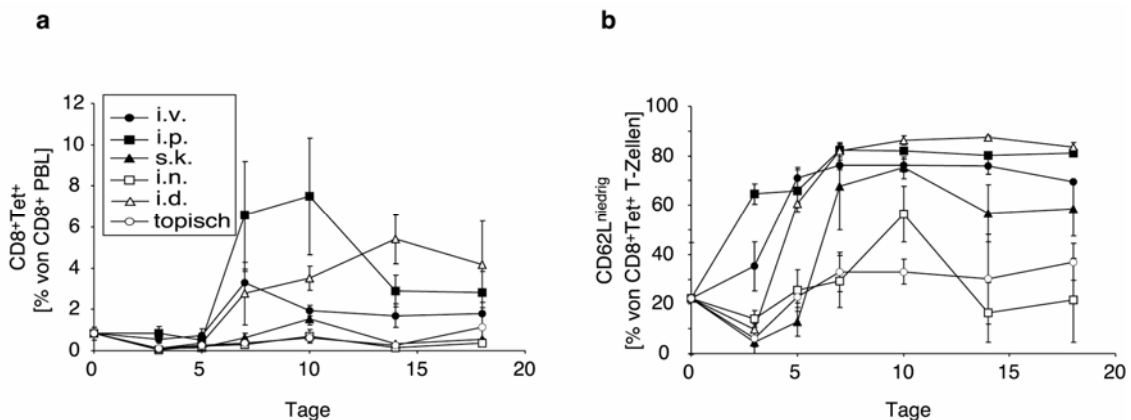 a
CD8⁺Tet⁺
[% von CD8⁺ PBL]
12
10
8
6
4
2
0
i.v.
i.p.
s.k.
i.n.
i.d.
topisch
0
5
10
15
20
Tage
b
CD62Lⁿⁱᵉᵈʳⁱᵍ
[% von CD8⁺Tet⁺ T-Zellen]
100
80
60
40
20
0
0
5
10
15
20
Tage